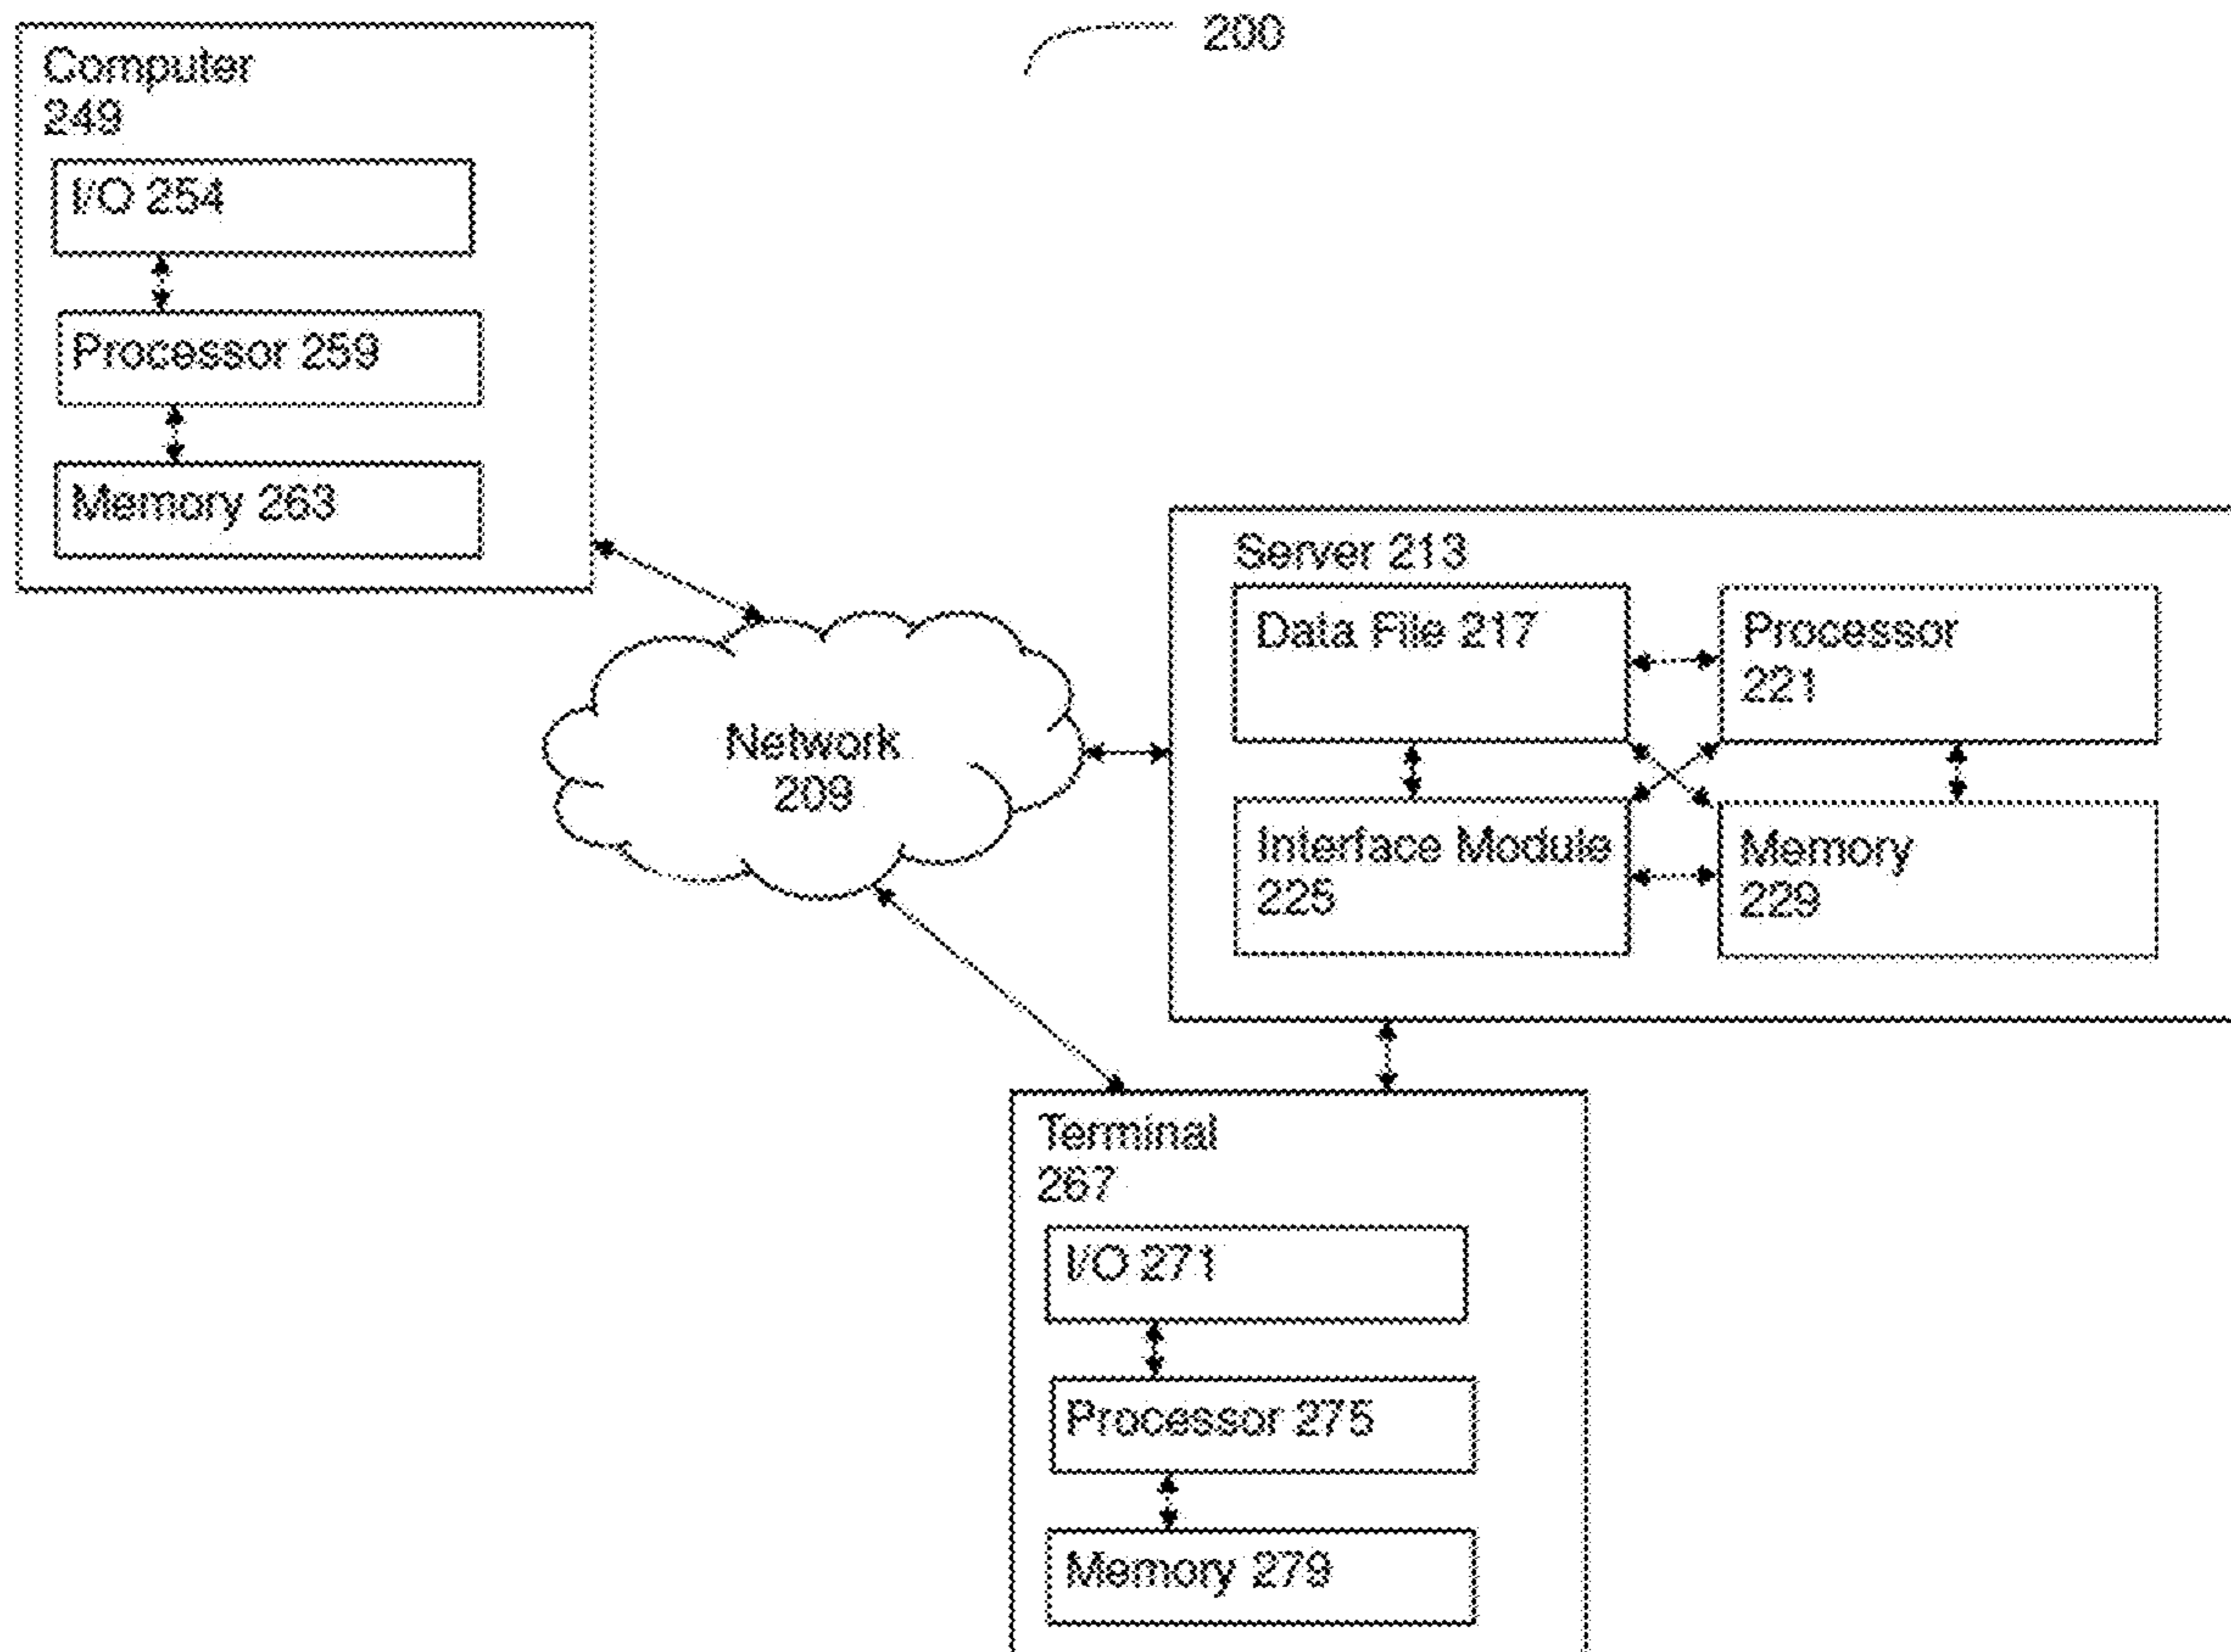 200
Computer
249
I/O 254
Processor 259
Memory 263
Network
209
Server 213
Data File 217
Processor
221
Interface Module
225
Memory
229
Terminal
267
I/O 271
Processor 275
Memory 279